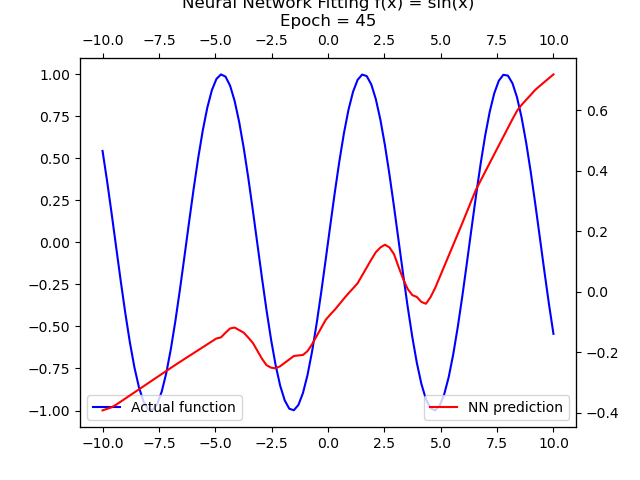 Neural Network Fitting f(x) = sin(x)
Epoch = 45
−10.0 −7.5 −5.0 −2.5 0.0 2.5 5.0 7.5 10.0
1.00
0.75
0.50
0.25
0.00
−0.25
−0.50
−0.75
−1.00
0.6
0.4
0.2
0.0
−0.2
−0.4
Actual function
NN prediction
−10.0 −7.5 −5.0 −2.5 0.0 2.5 5.0 7.5 10.0